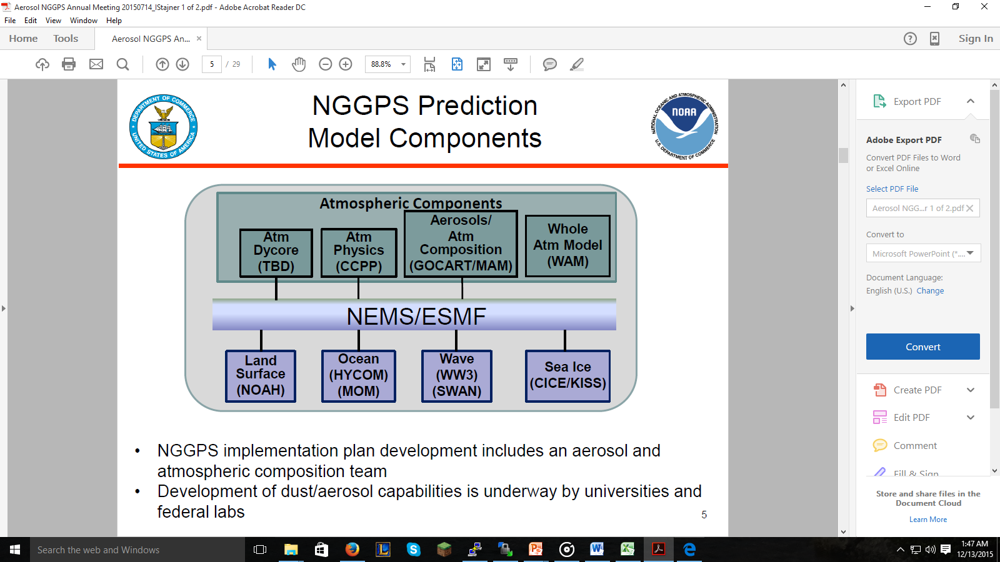 Aerosol NGGPS Annual Meeting 20150714_IStajner 1 of 2.pdf - Adobe Acrobat Reader DC
File Edit View Window Help
Home Tools Aerosol NGGPS An... × Sign In
5 / 29 88.8%
DEPARTMENT OF COMMERCE
UNITED STATES OF AMERICA
NGGPS Prediction
Model Components
NATIONAL OCEANIC AND ATMOSPHERIC ADMINISTRATION
NOAA
U.S. DEPARTMENT OF COMMERCE
Atmospheric Components
Atm
Dycore
(TBD)
Atm
Physics
(CCPP)
Aerosols/
Atm
Composition
(GOCART/MAM)
Whole
Atm Model
(WAM)
NEMS/ESMF
Land
Surface
(NOAH)
Ocean
(HYCOM)
(MOM)
Wave
(WW3)
(SWAN)
Sea Ice
(CICE/KISS)
• NGGPS implementation plan development includes an aerosol and
atmospheric composition team
• Development of dust/aerosol capabilities is underway by universities and
federal labs
5
Export PDF
Adobe Export PDF
Convert PDF Files to Word
or Excel Online
Select PDF File
Aerosol NGG...r 1 of 2.pdf
Convert to
Microsoft PowerPoint (*....
Document Language:
English (U.S.) Change
Convert
Create PDF
Edit PDF
Comment
Fill & Sign
Store and share files in the
Document Cloud
Learn More
Search the web and Windows
1:47 AM
12/13/2015